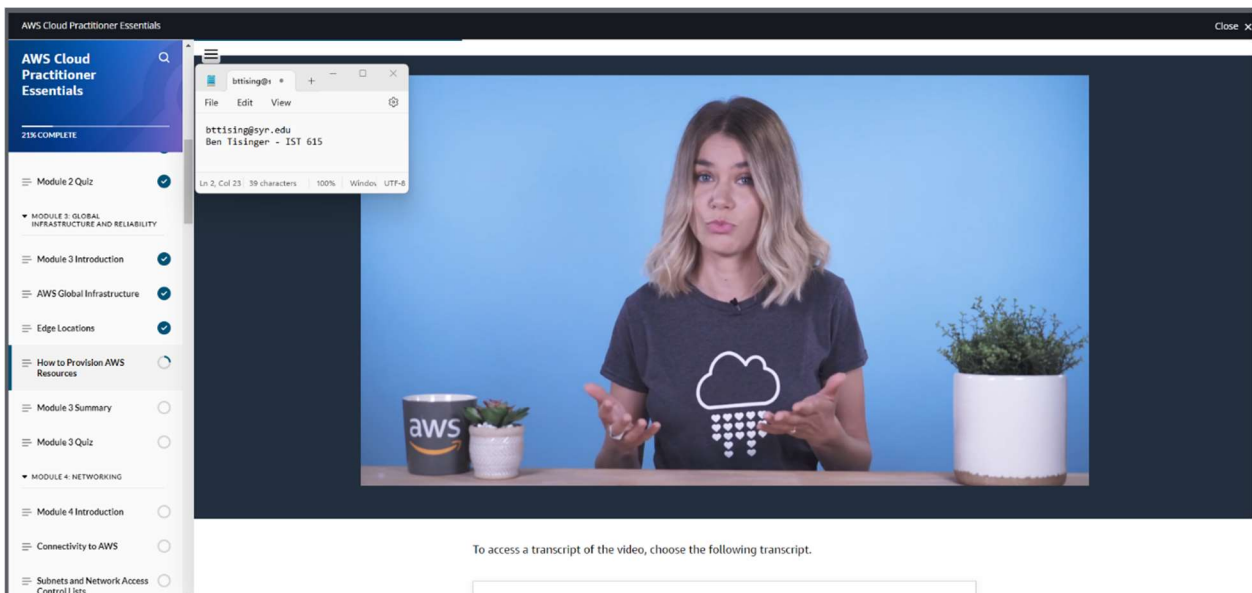 AWS Cloud Practitioner Essentials
Close ×
AWS Cloud
Practitioner
Essentials
21% COMPLETE
Module 2 Quiz
MODULE 3: GLOBAL
INFRASTRUCTURE AND RELIABILITY
Module 3 Introduction
AWS Global Infrastructure
Edge Locations
How to Provision AWS
Resources
Module 3 Summary
Module 3 Quiz
MODULE 4: NETWORKING
Module 4 Introduction
Connectivity to AWS
Subnets and Network Access
Control Lists
File Edit View
bttising@syr.edu
Ben Tisinger - IST 615
Ln 2, Col 23 39 characters 100% UTF-8
aws
To access a transcript of the video, choose the following transcript.